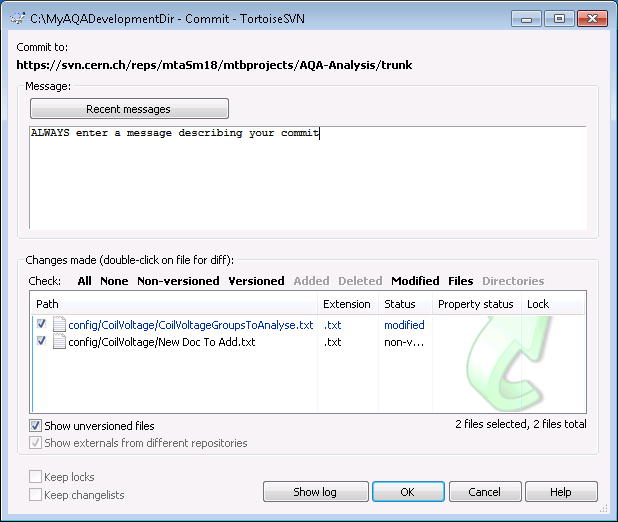 C:\MyAQADevelopmentDir - Commit - TortoiseSVN
Commit to:
https://svn.cern.ch/reps/mtaSm18/mtbprojects/AQA-Analysis/trunk
Message:
Recent messages
ALWAYS enter a message describing your commit
Changes made (double-click on file for diff):
Check: All None Non-versioned Versioned Added Deleted Modified Files Directories
Path Extension Status Property status Lock
config/CoilVoltage/CoilVoltageGroupsToAnalyse.txt .txt modified
config/CoilVoltage/New Doc To Add.txt .txt non-v...
Show unversioned files 2 files selected, 2 files total
Show externals from different repositories
Keep locks
Keep changelists
Show log OK Cancel Help